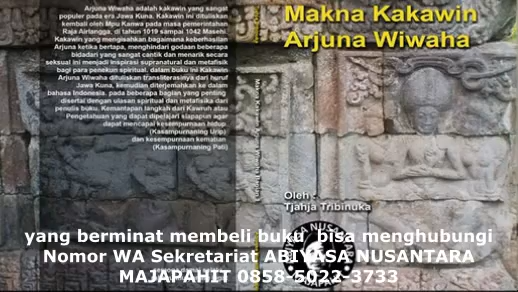 Arjuna Wiwaha adalah kakawin yang sangat
populer pada era Jawa Kuna. Kakawin ini dituliskan
kembali oleh Mpu Kanwa pada masa pemerintahan
Raja Airlangga, di tahun 1019 sampai 1042 Masehi.
Kakawin yang mengisahkan bagaimana keberhasilan
Arjuna ketika bertapa, menghindari godaan beberapa
bidadari yang sangat cantik dan menarik secara
seksual ini menjadi inspirasi supranatural dan metafisik
bagi para penekun spiritual. dalam buku ini Kakawin
Arjuna Wiwaha dituliskan transliterasinya dari huruf
Jawa Kuna, kemudian diterjemahkan ke dalam
bahasa Indonesia. pada beberapa bagian yang penting
disertai dengan ulasan spiritual dan metafisika dari
penulis buku. Kemantapan langkah dari Kawruh atau
Pengetahuan yang dapat dipelajari siapapun agar
dapat mencapai kesempurnaan hidup.
(Kasampurnaning Urip)
dan kesempurnaan kematian.
(Kasampurnaning Pati)
Makna Kakawin
Arjuna Wiwaha
Oleh :
Tjahja Tribinuka
yang berminat membeli buku bisa menghubungi
Nomor WA Sekretariat ABIYASA NUSANTARA
MAJAPAHIT 0858-5022-3733